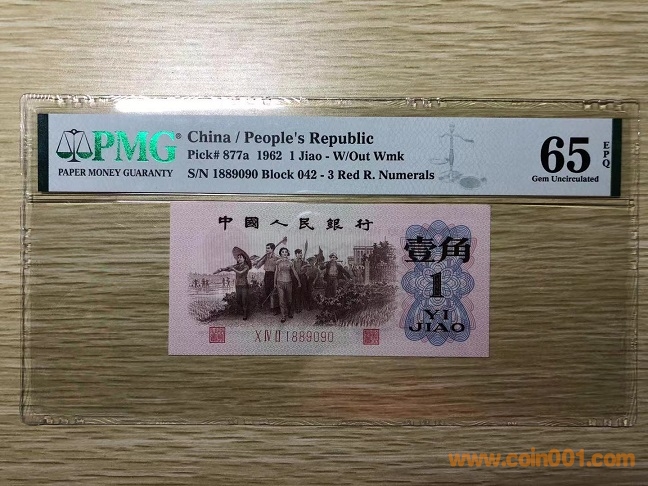 PMG®
PAPER MONEY GUARANTY
China / People's Republic
Pick# 877a 1962 1 Jiao - W/Out Wmk
S/N 1889090 Block 042 - 3 Red R. Numerals
65 EPQ
Gem Uncirculated
中國人民銀行
壹角
1
YI
JIAO
X IV II 1889090
www.coin001.com